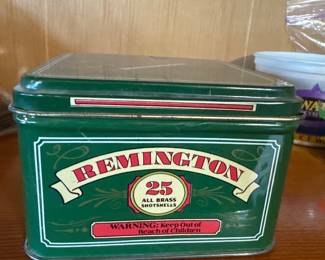 REMINGTON
25
ALL BRASS
SHOTSHELLS
WARNING: Keep Out of
Reach of Children